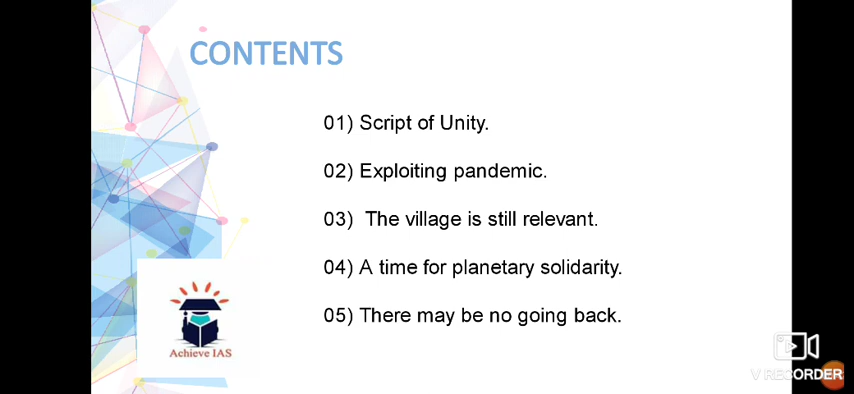 CONTENTS
01) Script of Unity.
02) Exploiting pandemic.
03) The village is still relevant.
04) A time for planetary solidarity.
05) There may be no going back.
Achieve IAS
V RECORDER